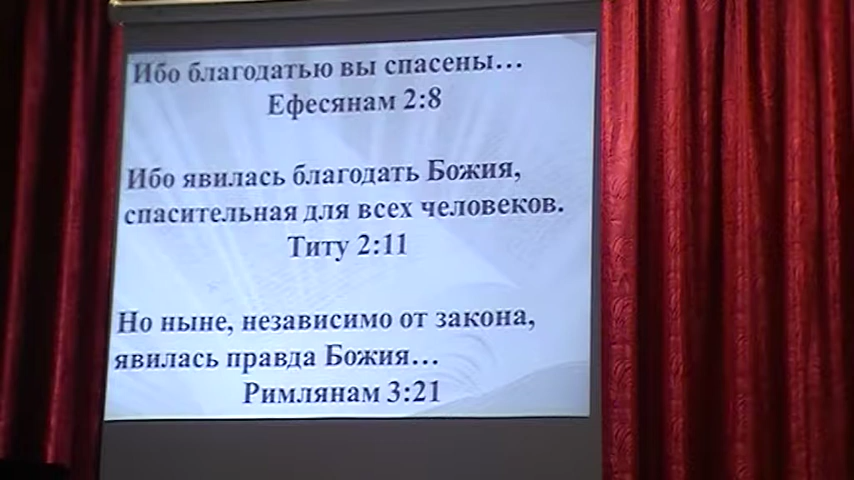 Ибо благодатью вы спасены…
Ефесянам 2:8
Ибо явилась благодать Божия,
спасительная для всех человеков.
Титу 2:11
Но ныне, независимо от закона,
явилась правда Божия…
Римлянам 3:21